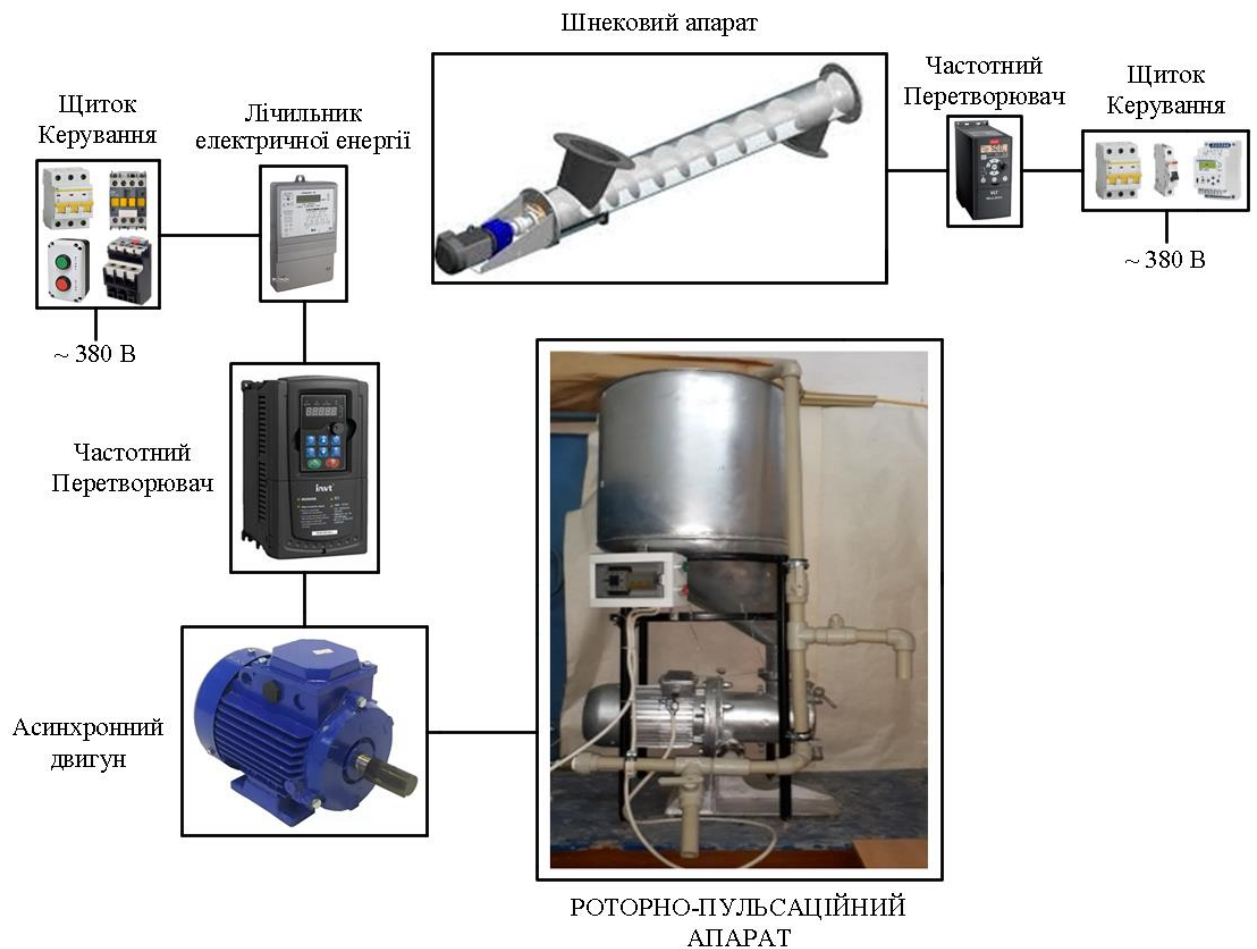 Шнековий апарат
Частотний
Перетворювач
Щиток
Керування
Щиток
Керування
Лічильник
електричної енергії
~ 380 В
~ 380 В
invt
Частотний
Перетворювач
Асинхронний
двигун
РОТОРНО-ПУЛЬСАЦІЙНИЙ
АПАРАТ